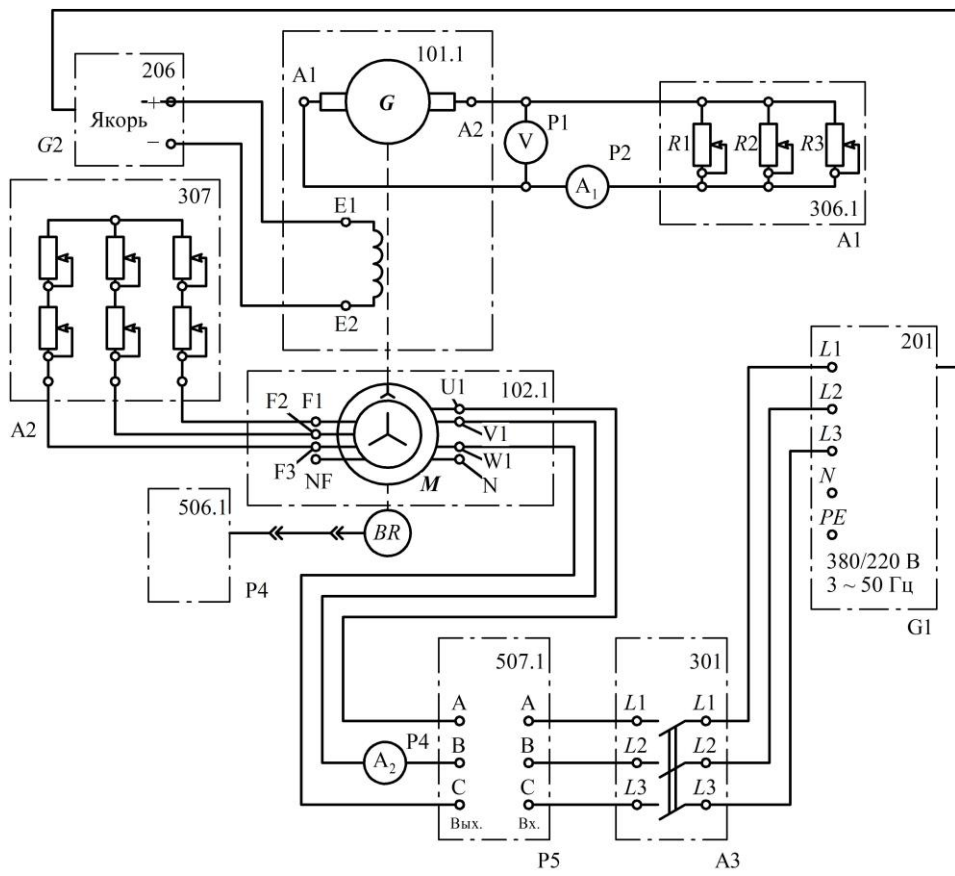 206
+
Якорь
−
G2
101.1
A1
G
A2
P1
V
P2
A1
R1
R2
R3
306.1
A1
307
E1
E2
A2
102.1
F2
F1
U1
V1
F3
W1
NF
M
N
506.1
BR
P4
201
L1
L2
L3
N
PE
380/220 В
3 ~ 50 Гц
G1
507.1
301
A
A
L1
L1
P4
A2
B
B
L2
L2
C
C
L3
L3
Вых.
Вх.
P5
A3